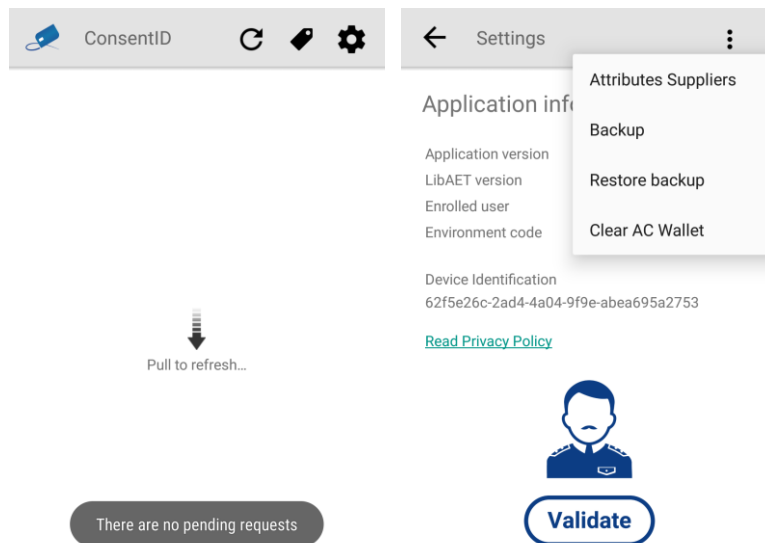 ConsentID
Pull to refresh...
There are no pending requests
Settings
Attributes Suppliers
Backup
Restore backup
Clear AC Wallet
Application
Application version
LibAET version
Enrolled user
Environment code
Device Identification
62f5e26c-2ad4-4a04-9f9e-abea695a2753
Read Privacy Policy
Validate